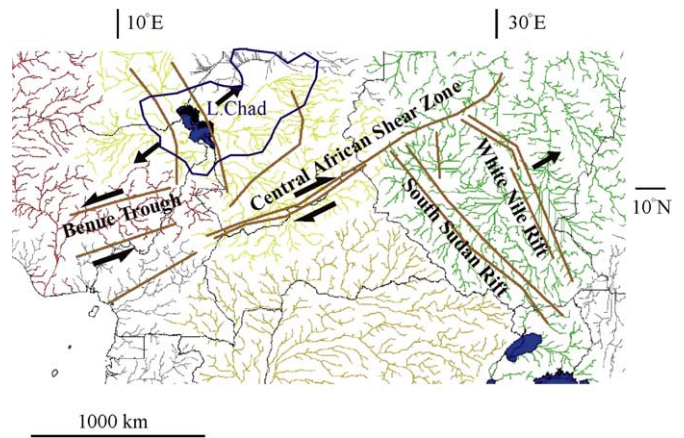 10°E
30°E
L.Chad
Central African Shear Zone
Benue Trough
White Nile Rift
South Sudan Rift
10°N
1000 km